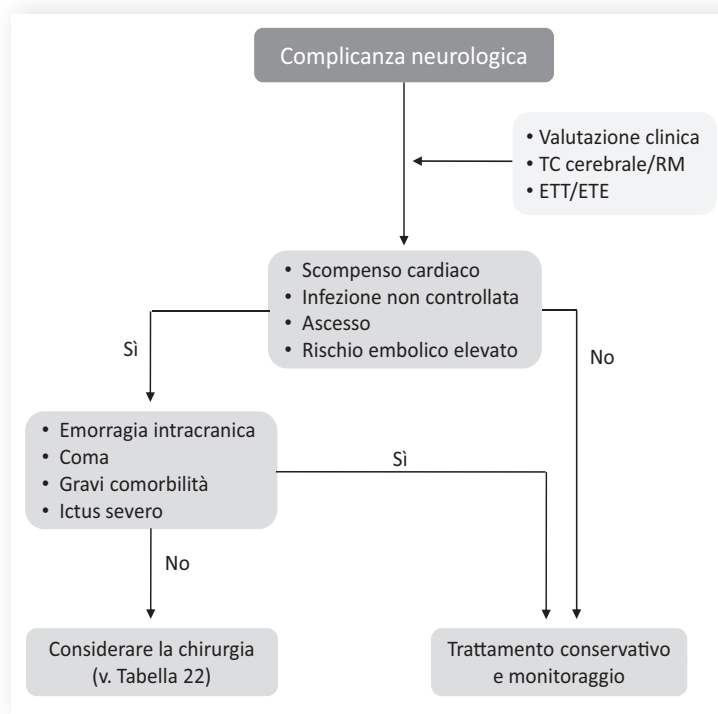 Complicanza neurologica
• Valutazione clinica
• TC cerebrale/RM
• ETT/ETE
• Scompenso cardiaco
• Infezione non controllata
• Ascesso
• Rischio embolico elevato
Sì
No
• Emorragia intracranica
• Coma
• Gravi comorbilità
• Ictus severo
Sì
No
Considerare la chirurgia
(v. Tabella 22)
Trattamento conservativo
e monitoraggio